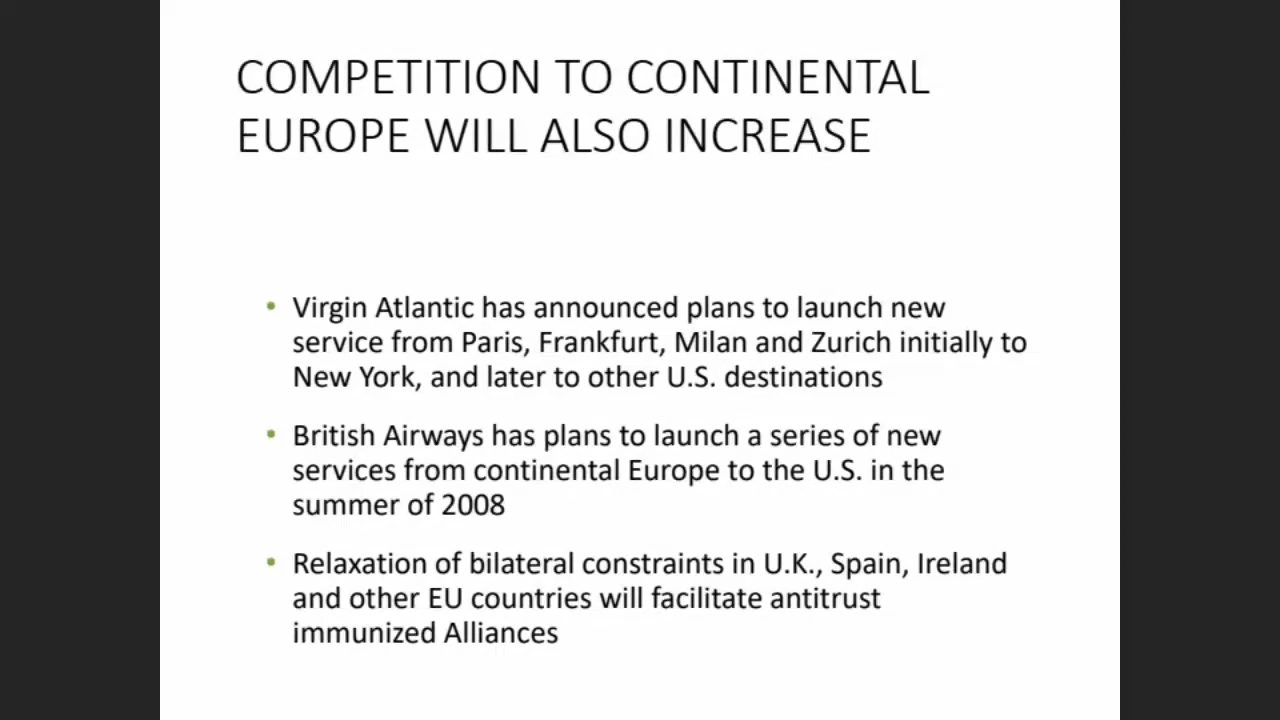 COMPETITION TO CONTINENTAL
EUROPE WILL ALSO INCREASE
• Virgin Atlantic has announced plans to launch new
service from Paris, Frankfurt, Milan and Zurich initially to
New York, and later to other U.S. destinations
• British Airways has plans to launch a series of new
services from continental Europe to the U.S. in the
summer of 2008
• Relaxation of bilateral constraints in U.K., Spain, Ireland
and other EU countries will facilitate antitrust
immunized Alliances